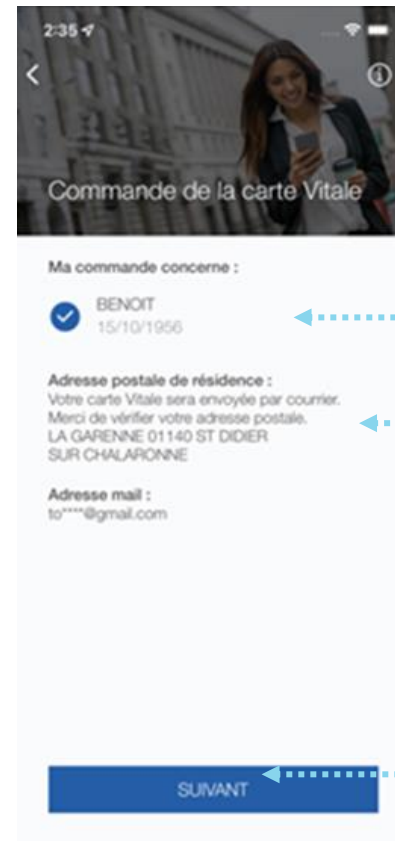 2:35
Commande de la carte Vitale
Ma commande concerne :
BENOIT
15/10/1956
Adresse postale de résidence :
Votre carte Vitale sera envoyée par courrier.
Merci de vérifier votre adresse postale.
LA GARENNE 01140 ST DIDIER
SUR CHALARONNE
Adresse mail :
to****@gmail.com
SUIVANT